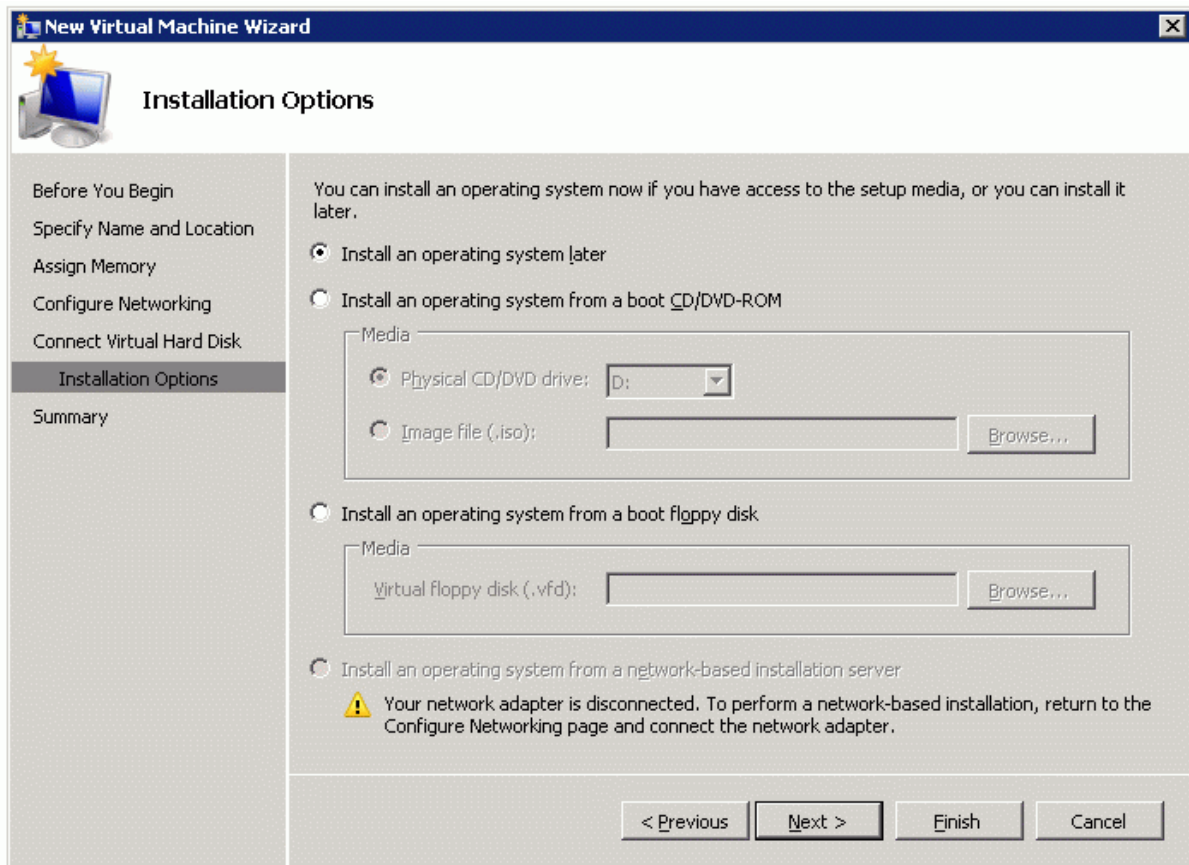 New Virtual Machine Wizard
Installation Options
Before You Begin
Specify Name and Location
Assign Memory
Configure Networking
Connect Virtual Hard Disk
Installation Options
Summary
You can install an operating system now if you have access to the setup media, or you can install it
later.
Install an operating system later
Install an operating system from a boot CD/DVD-ROM
Media
Physical CD/DVD drive:
D:
Image file (.iso):
Browse...
Install an operating system from a boot floppy disk
Media
Virtual floppy disk (.vfd):
Browse...
Install an operating system from a network-based installation server
Your network adapter is disconnected. To perform a network-based installation, return to the
Configure Networking page and connect the network adapter.
< Previous
Next >
Finish
Cancel